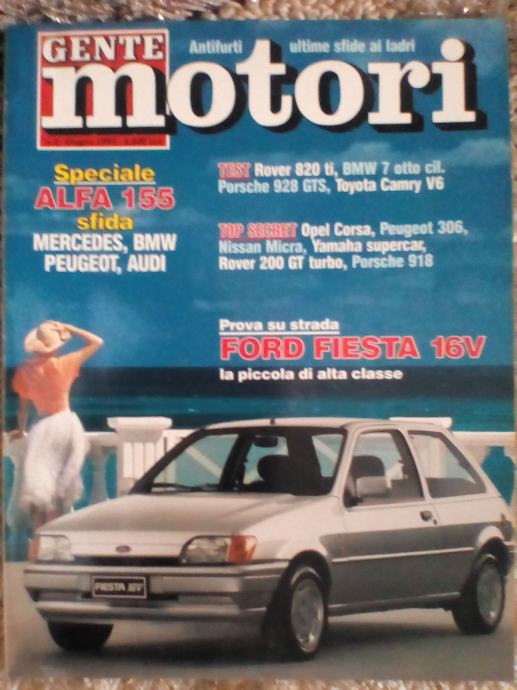 GENTE
Antifurti ultime sfide ai ladri
motori
Speciale
ALFA 155
sfida
MERCEDES, BMW
PEUGEOT, AUDI
TEST Rover 820 ti, BMW 7 otto cil.
Porsche 928 GTS, Toyota Camry V6
TOP SECRET Opel Corsa, Peugeot 306,
Nissan Micra, Yamaha supercar,
Rover 200 GT turbo, Porsche 918
Prova su strada
FORD FIESTA 16V
la piccola di alta classe
FIESTA 16V